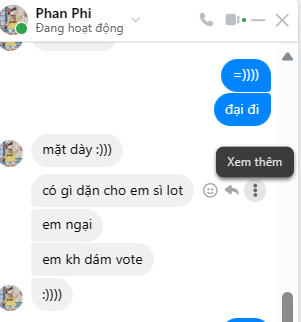 Phan Phi
Đang hoạt động
=))))
đại đi
mặt dày :)))
Xem thêm
có gì dặn cho em sì lot
em ngại
em kh dám vote
:))))